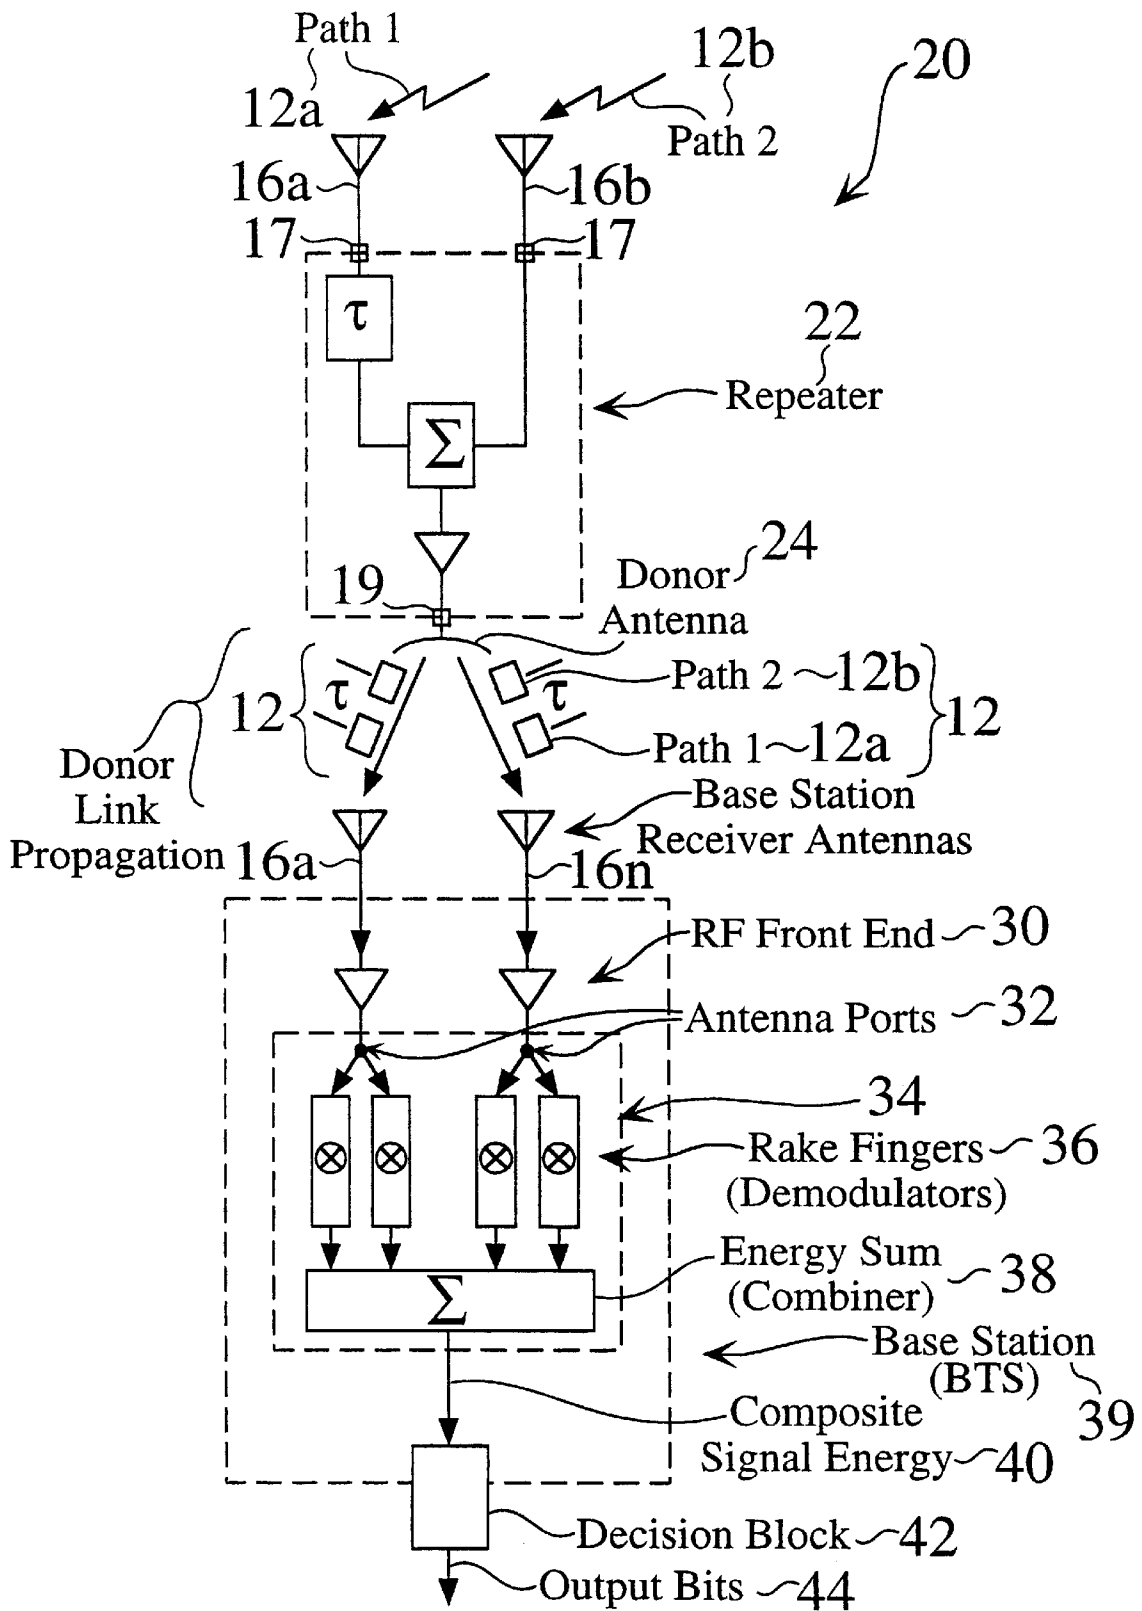 Path 1
12a
12b
Path 2
20
16a
16b
17
17
τ
22
Repeater
Σ
24
Donor
Antenna
19
12
τ
τ
Path 2
12b
Path 1
12a
12
Donor
Link
Propagation
Base Station
Receiver Antennas
16a
16n
RF Front End
30
Antenna Ports
32
34
Rake Fingers
(Demodulators)
36
Energy Sum
(Combiner)
38
Σ
Base Station
(BTS)
39
Composite
Signal Energy
40
Decision Block
42
Output Bits
44